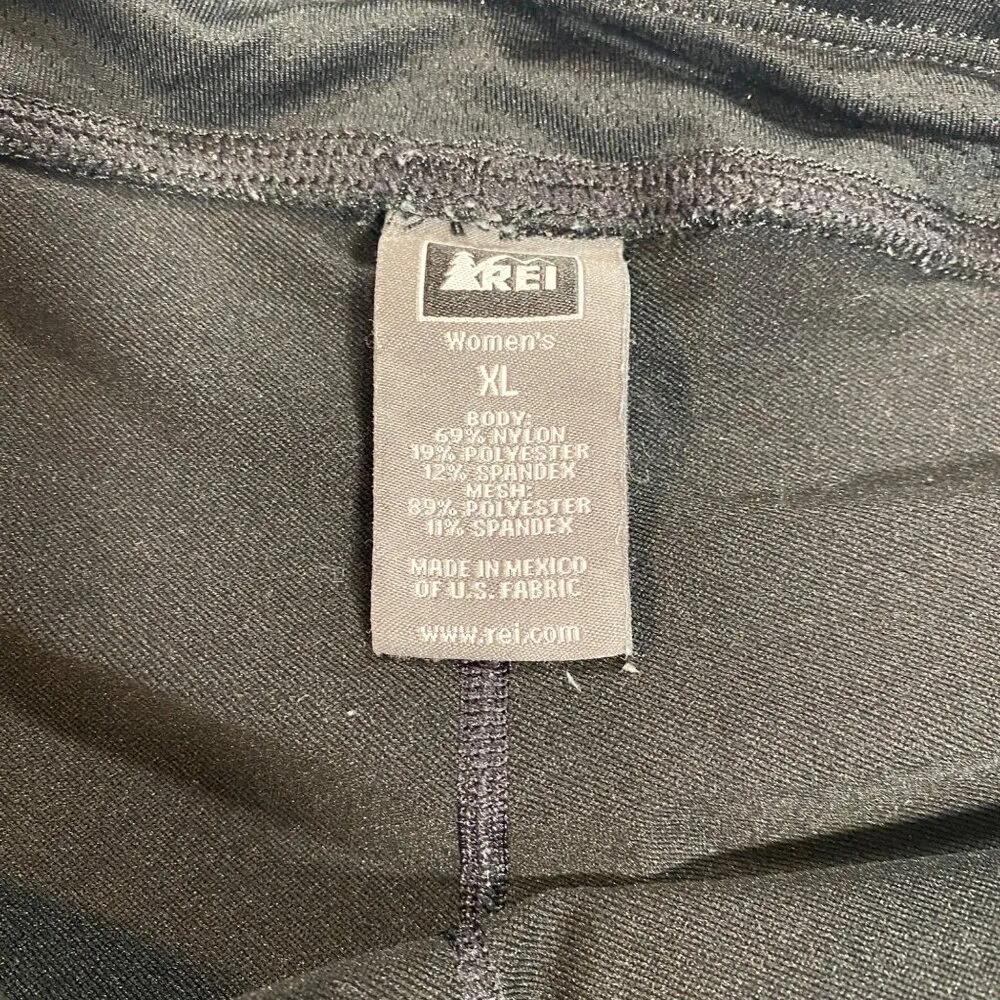 REI
Women's
XL
BODY:
69% NYLON
19% POLYESTER
12% SPANDEX
MESH:
89% POLYESTER
11% SPANDEX
MADE IN MEXICO
OF U.S. FABRIC
www.rei.com